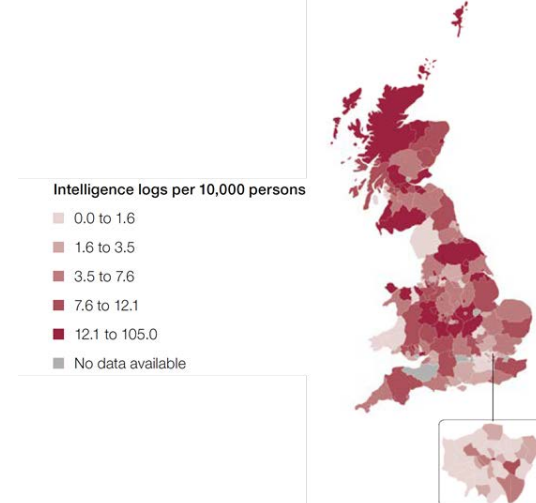 Intelligence logs per 10,000 persons
0.0 to 1.6
1.6 to 3.5
3.5 to 7.6
7.6 to 12.1
12.1 to 105.0
No data available